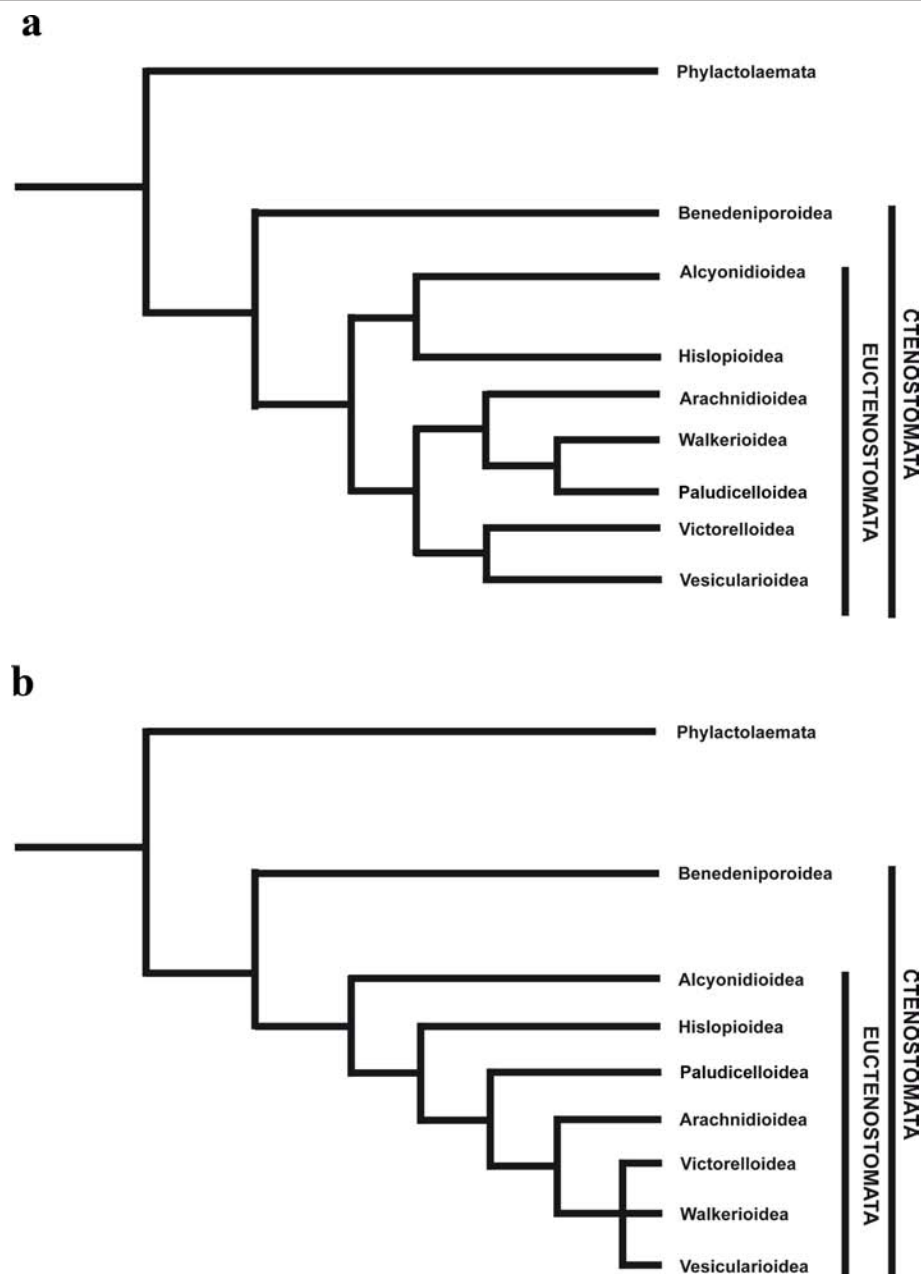 a
Phylactolaemata
Benedeniporoidea
Alcyonidioidea
Hislopioidea
Arachnidioidea
Walkerioidea
Paludicelloidea
Victorelloidea
Vesicularioidea
EUCTENOSTOMATA
CTENOSTOMATA
b
Phylactolaemata
Benedeniporoidea
Alcyonidioidea
Hislopioidea
Paludicelloidea
Arachnidioidea
Victorelloidea
Walkerioidea
Vesicularioidea
EUCTENOSTOMATA
CTENOSTOMATA